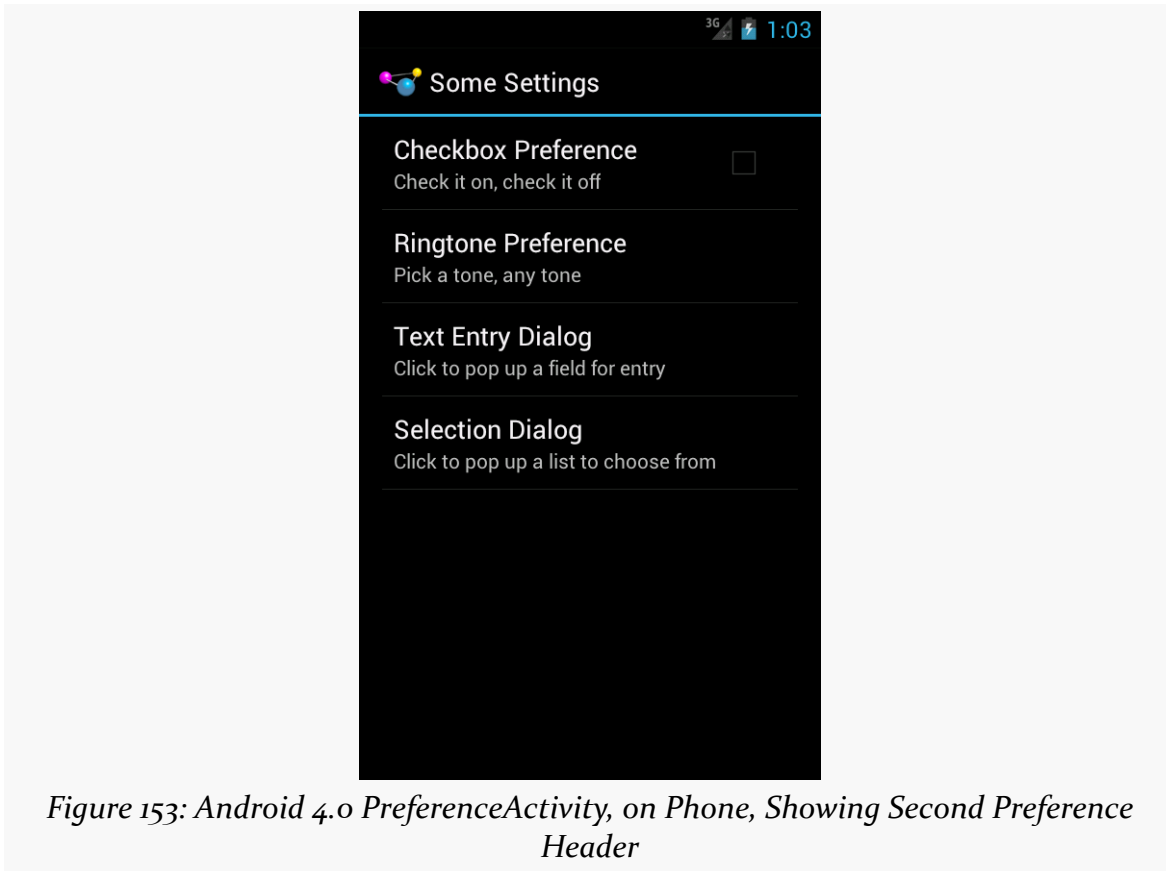 3G
1:03
Some Settings
Checkbox Preference
Check it on, check it off
Ringtone Preference
Pick a tone, any tone
Text Entry Dialog
Click to pop up a field for entry
Selection Dialog
Click to pop up a list to choose from
Figure 153: Android 4.0 PreferenceActivity, on Phone, Showing Second Preference
Header